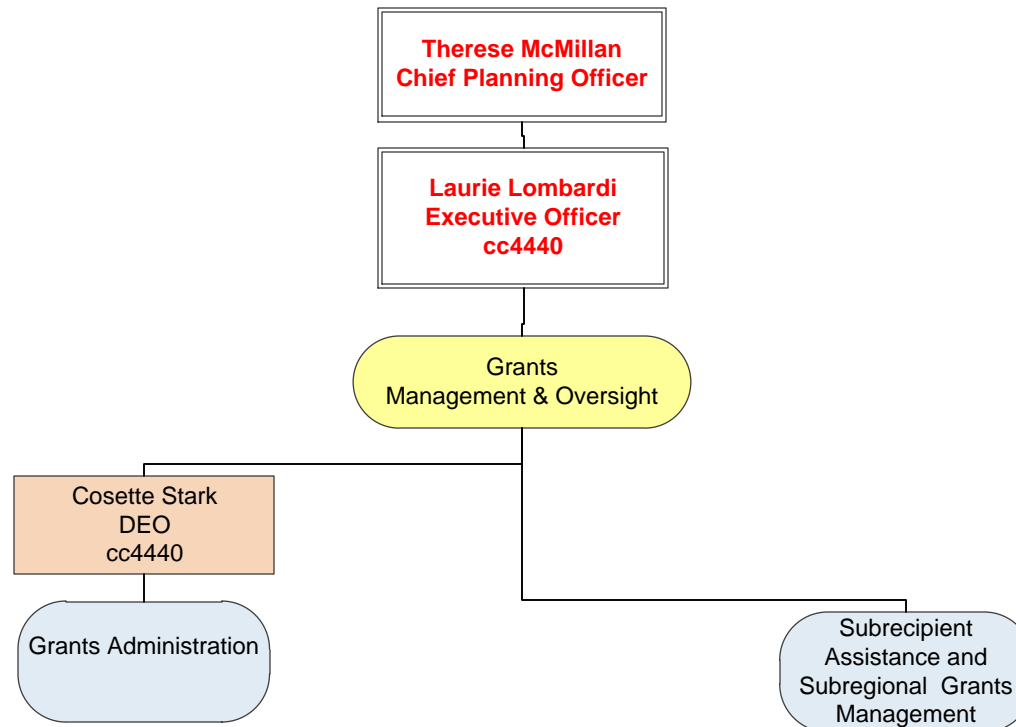 Therese McMillan
Chief Planning Officer
Laurie Lombardi
Executive Officer
cc4440
Grants
Management & Oversight
Cosette Stark
DEO
cc4440
Grants Administration
Subrecipient
Assistance and
Subregional  Grants
Management